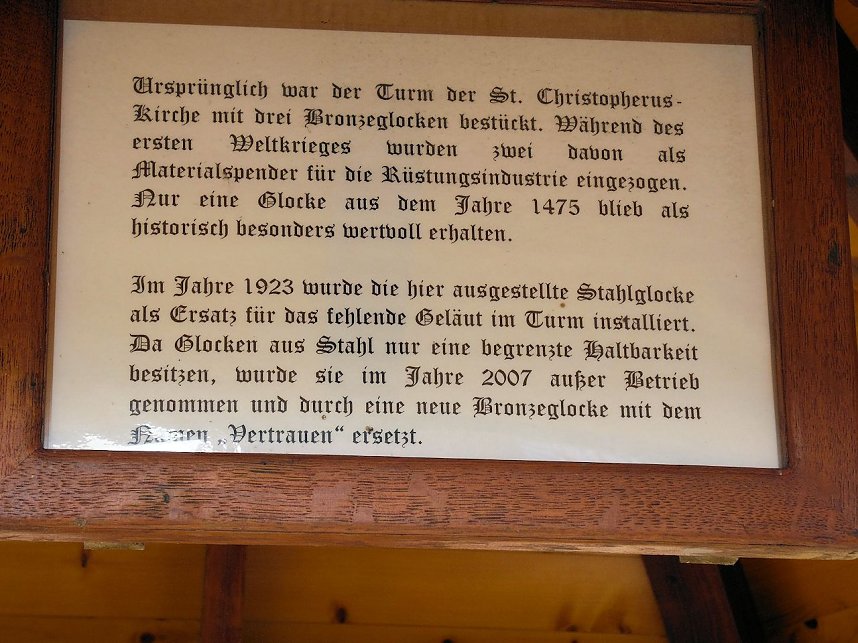 Ursprünglich war der Turm der St. Christopherus-
Kirche mit drei Bronzeglocken bestückt. Während des
ersten Weltkrieges wurden zwei davon als
Materialspender für die Rüstungsindustrie eingezogen.
Nur eine Glocke aus dem Jahre 1475 blieb als
historisch besonders wertvoll erhalten.

Im Jahre 1923 wurde die hier ausgestellte Stahlglocke
als Ersatz für das fehlende Geläut im Turm installiert.
Da Glocken aus Stahl nur eine begrenzte Haltbarkeit
besitzen, wurde sie im Jahre 2007 außer Betrieb
genommen und durch eine neue Bronzeglocke mit dem
Namen „Vertrauen“ ersetzt.